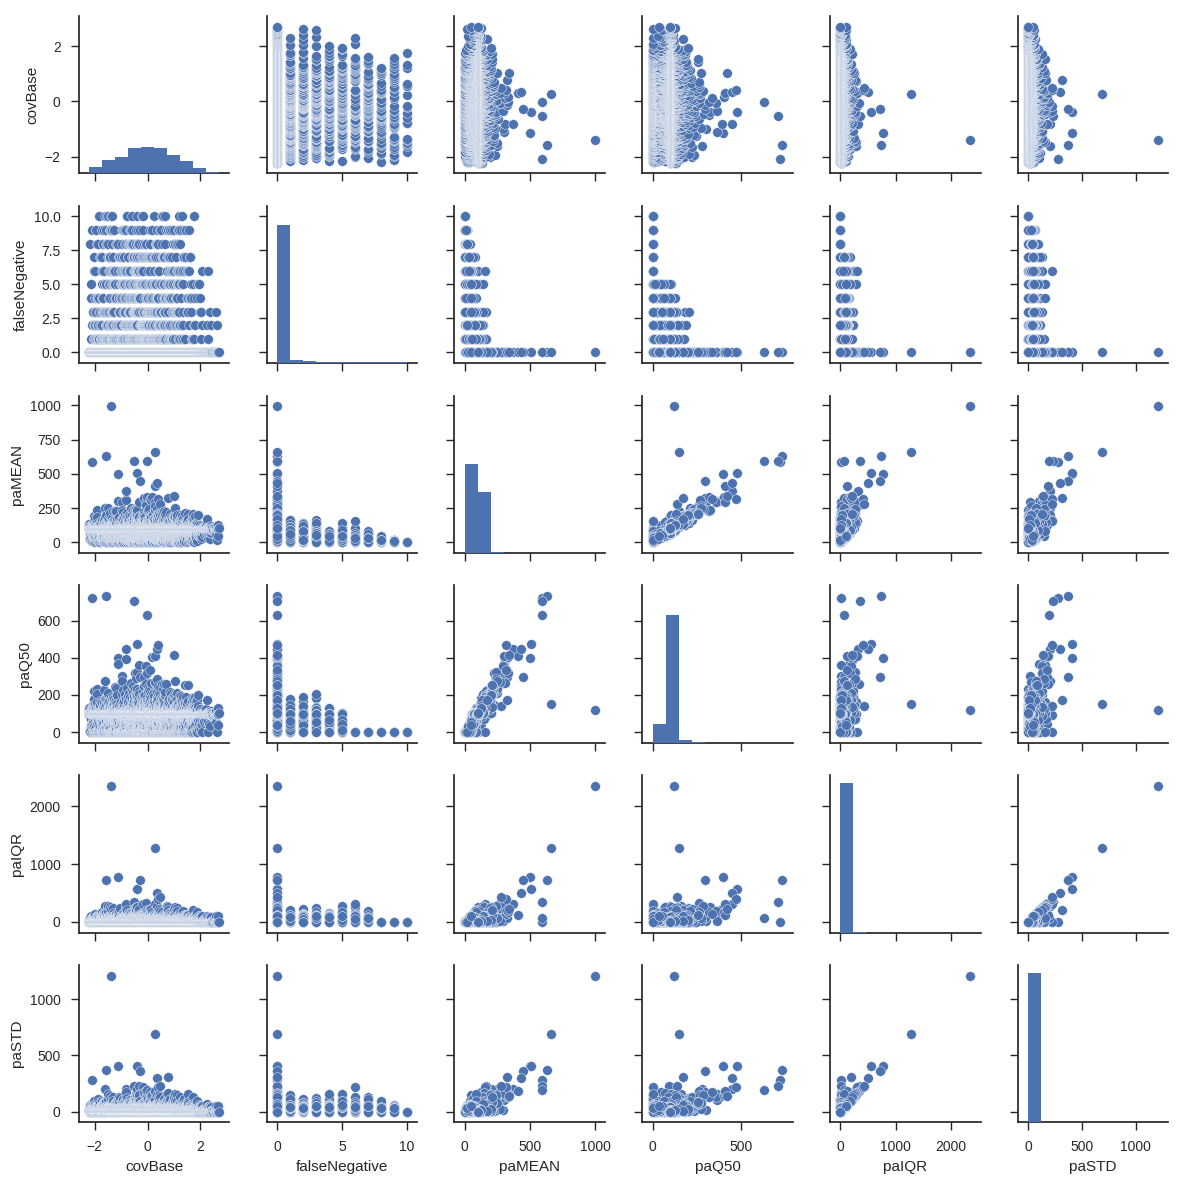 2
0
−2
covBase
10.0
7.5
5.0
2.5
0.0
falseNegative
1000
750
500
250
0
paMEAN
600
400
200
0
paQ50
2000
1000
0
paIQR
1000
500
0
paSTD
−2 0 2 0 5 10 0 500 1000 0 500 0 1000 2000 0 500 1000
covBase falseNegative paMEAN paQ50 paIQR paSTD